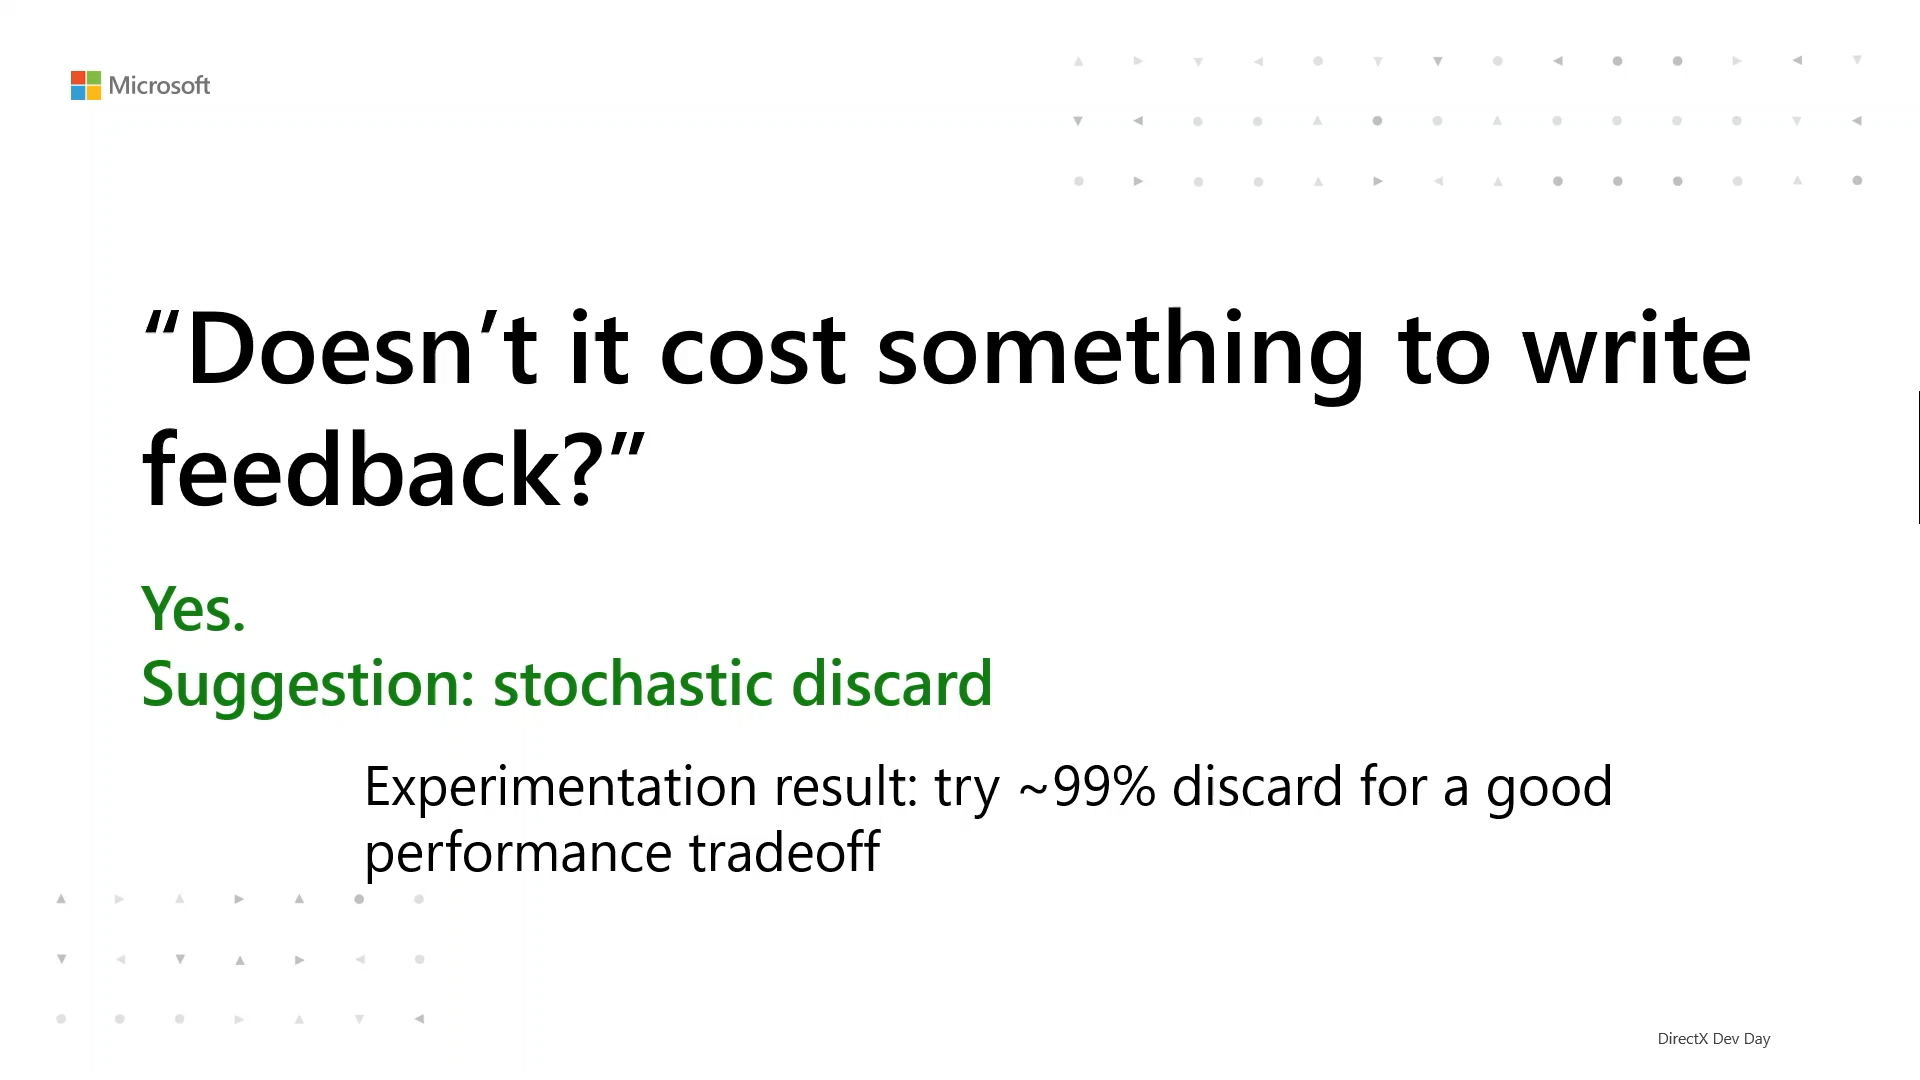 Microsoft
“Doesn’t it cost something to write
feedback?”
Yes.
Suggestion: stochastic discard
Experimentation result: try ~99% discard for a good
performance tradeoff
DirectX Dev Day